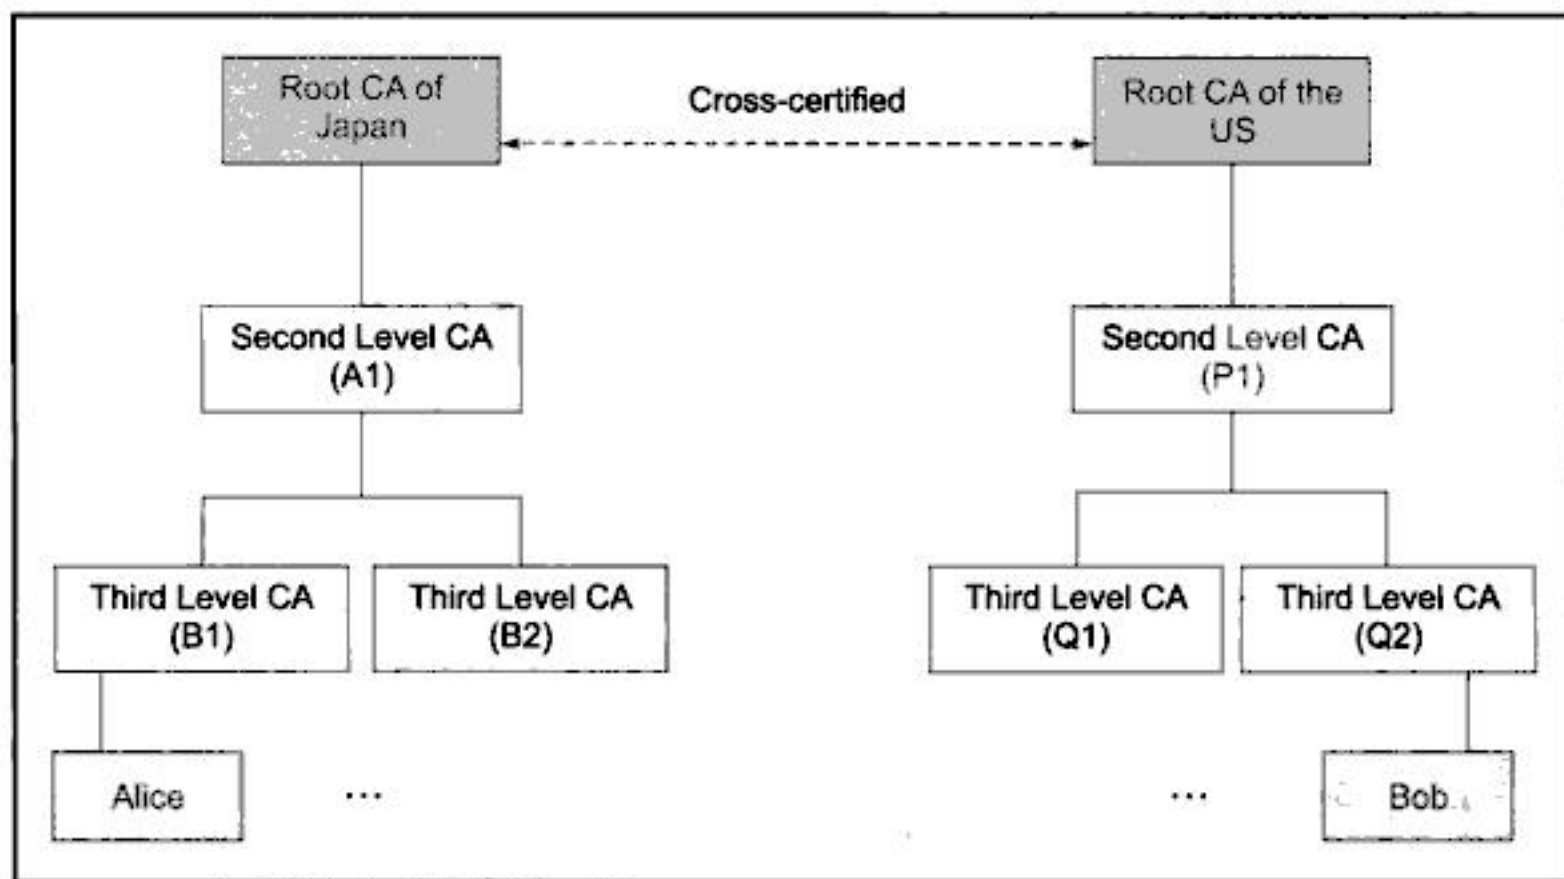 Root CA of
Japan
Cross-certified
Root CA of the
US
Second Level CA
(A1)
Second Level CA
(P1)
Third Level CA
(B1)
Third Level CA
(B2)
Third Level CA
(Q1)
Third Level CA
(Q2)
Alice
...
...
Bob